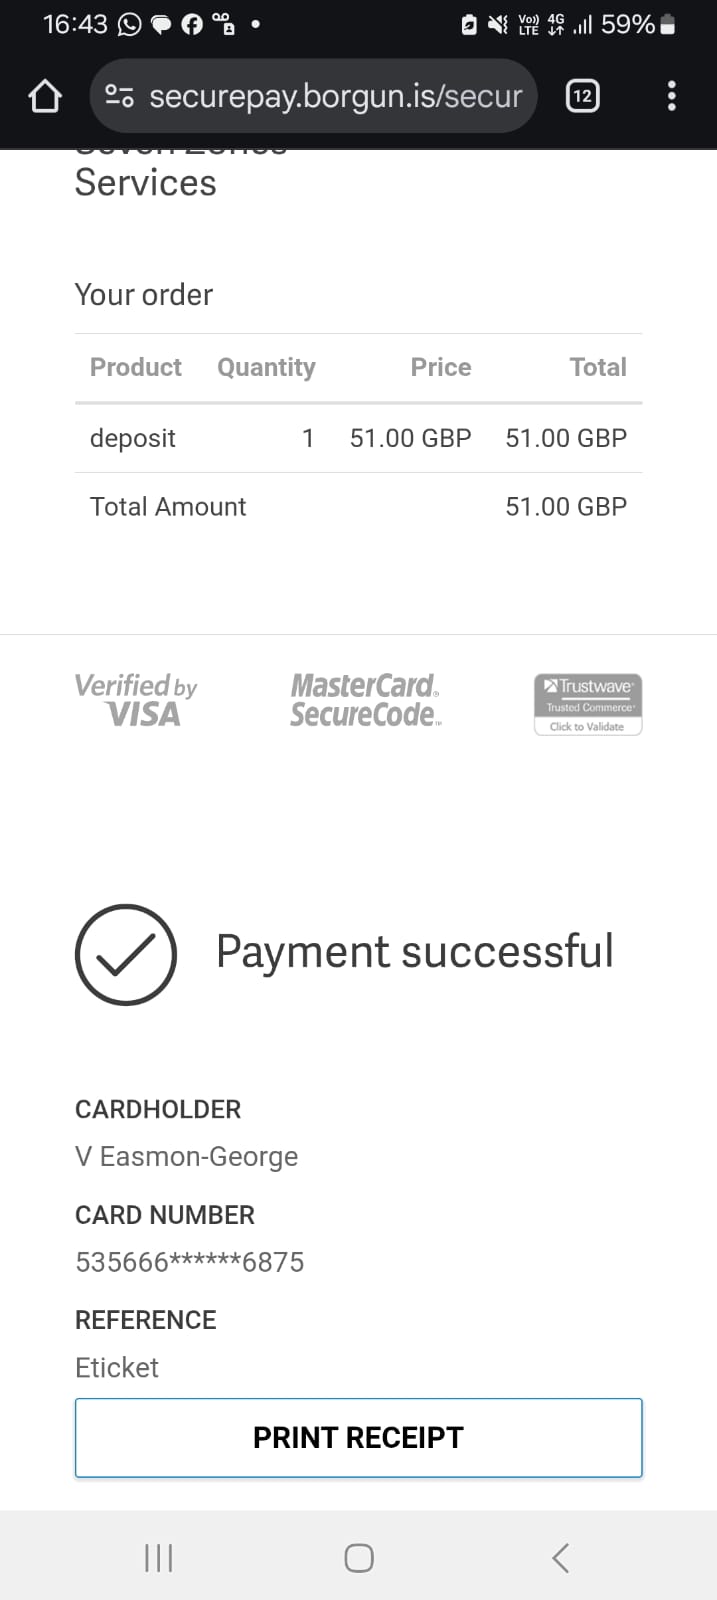 16:43 Vo)) LTE 4G 59%
securepay.borgun.is/secur 12
Services
Your order
Product Quantity Price Total
deposit 1 51.00 GBP 51.00 GBP
Total Amount 51.00 GBP
Verified by
VISA
MasterCard.
SecureCode.
Trustwave
Trusted Commerce
Click to Validate
Payment successful
CARDHOLDER
V Easmon-George
CARD NUMBER
535666******6875
REFERENCE
Eticket
PRINT RECEIPT